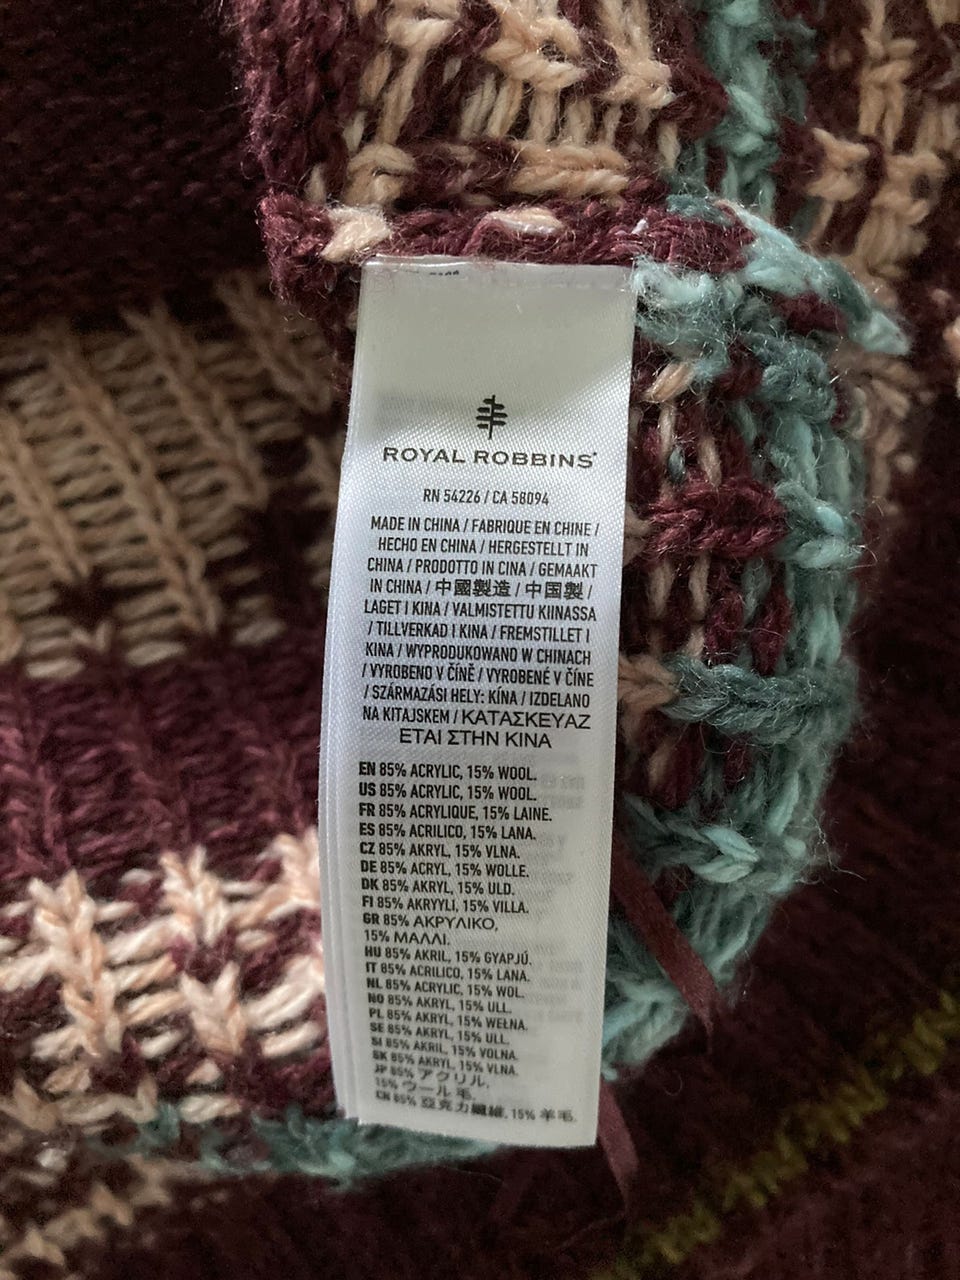 ROYAL ROBBINS
RN 54226 / CA 58094
MADE IN CHINA / FABRIQUE EN CHINE /
HECHO EN CHINA / HERGESTELLT IN
CHINA / PRODOTTO IN CINA / GEMAAKT
IN CHINA / 中國製造 / 中国製 /
LAGET I KINA / VALMISTETTU KIINASSA
/ TILLVERKAD I KINA / FREMSTILLET I
KINA / WYPRODUKOWANO W CHINACH
/ VYROBENO V ČÍNĚ / VYROBENÉ V ČÍNE
/ SZÁRMAZÁSI HELY: KÍNA / IZDELANO
NA KITAJSKEM / ΚΑΤΑΣΚΕΥΑΖ
ΕΤΑΙ ΣΤΗΝ ΚΙΝΑ
EN 85% ACRYLIC, 15% WOOL.
US 85% ACRYLIC, 15% WOOL.
FR 85% ACRYLIQUE, 15% LAINE.
ES 85% ACRILICO, 15% LANA.
CZ 85% AKRYL, 15% VLNA.
DE 85% ACRYL, 15% WOLLE.
DK 85% AKRYL, 15% ULD.
FI 85% AKRYYLI, 15% VILLA.
GR 85% ΑΚΡΥΛΙΚΟ,
15% ΜΑΛΛΙ.
HU 85% AKRIL, 15% GYAPJÚ.
IT 85% ACRILICO, 15% LANA.
NL 85% ACRYLIC, 15% WOL.
NO 85% AKRYL, 15% ULL.
PL 85% AKRYL, 15% WEŁNA.
SE 85% AKRYL, 15% ULL.
SI 85% AKRIL, 15% VOLNA.
SK 85% AKRYL, 15% VLNA.
JP 85% アクリル,
15% ウール 毛.
CN 85% 亞克力纖維, 15% 羊毛.